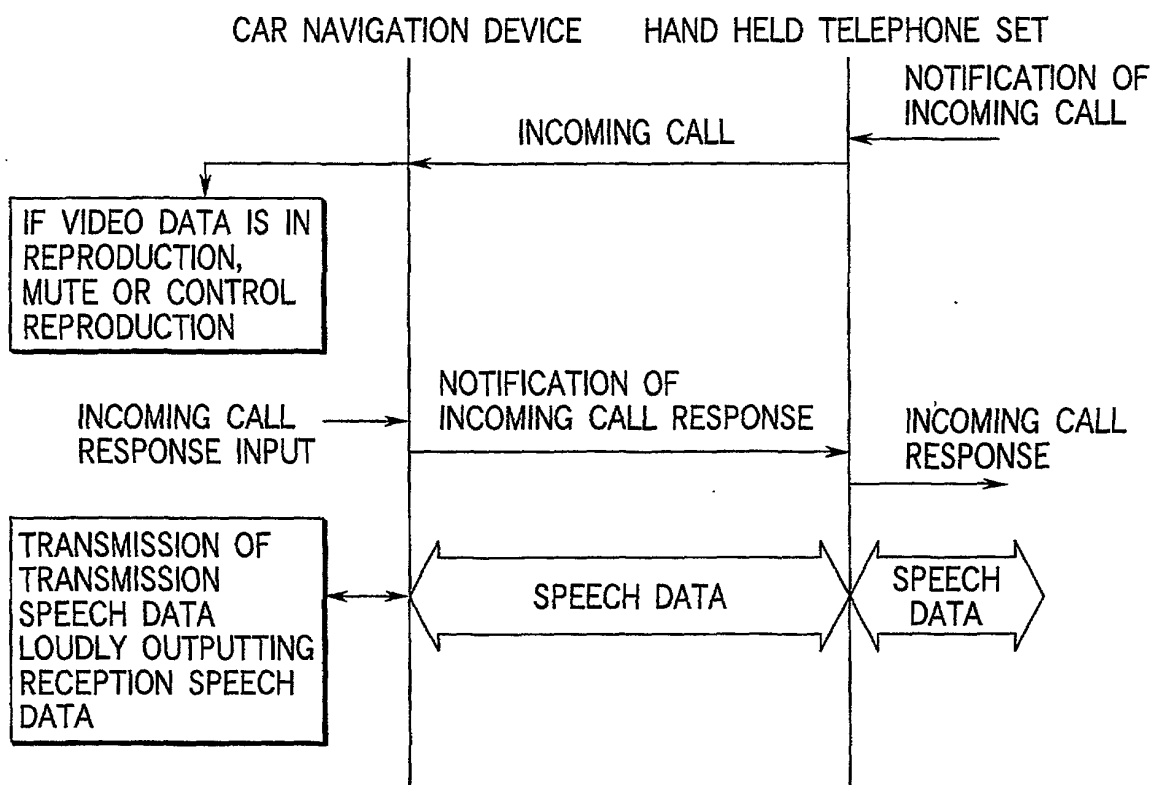 CAR NAVIGATION DEVICE
HAND HELD TELEPHONE SET
NOTIFICATION OF
INCOMING CALL
INCOMING CALL
IF VIDEO DATA IS IN
REPRODUCTION,
MUTE OR CONTROL
REPRODUCTION
NOTIFICATION OF
INCOMING CALL RESPONSE
INCOMING CALL
RESPONSE INPUT
INCOMING CALL
RESPONSE
TRANSMISSION OF
TRANSMISSION
SPEECH DATA
LOUDLY OUTPUTTING
RECEPTION SPEECH
DATA
SPEECH DATA
SPEECH
DATA